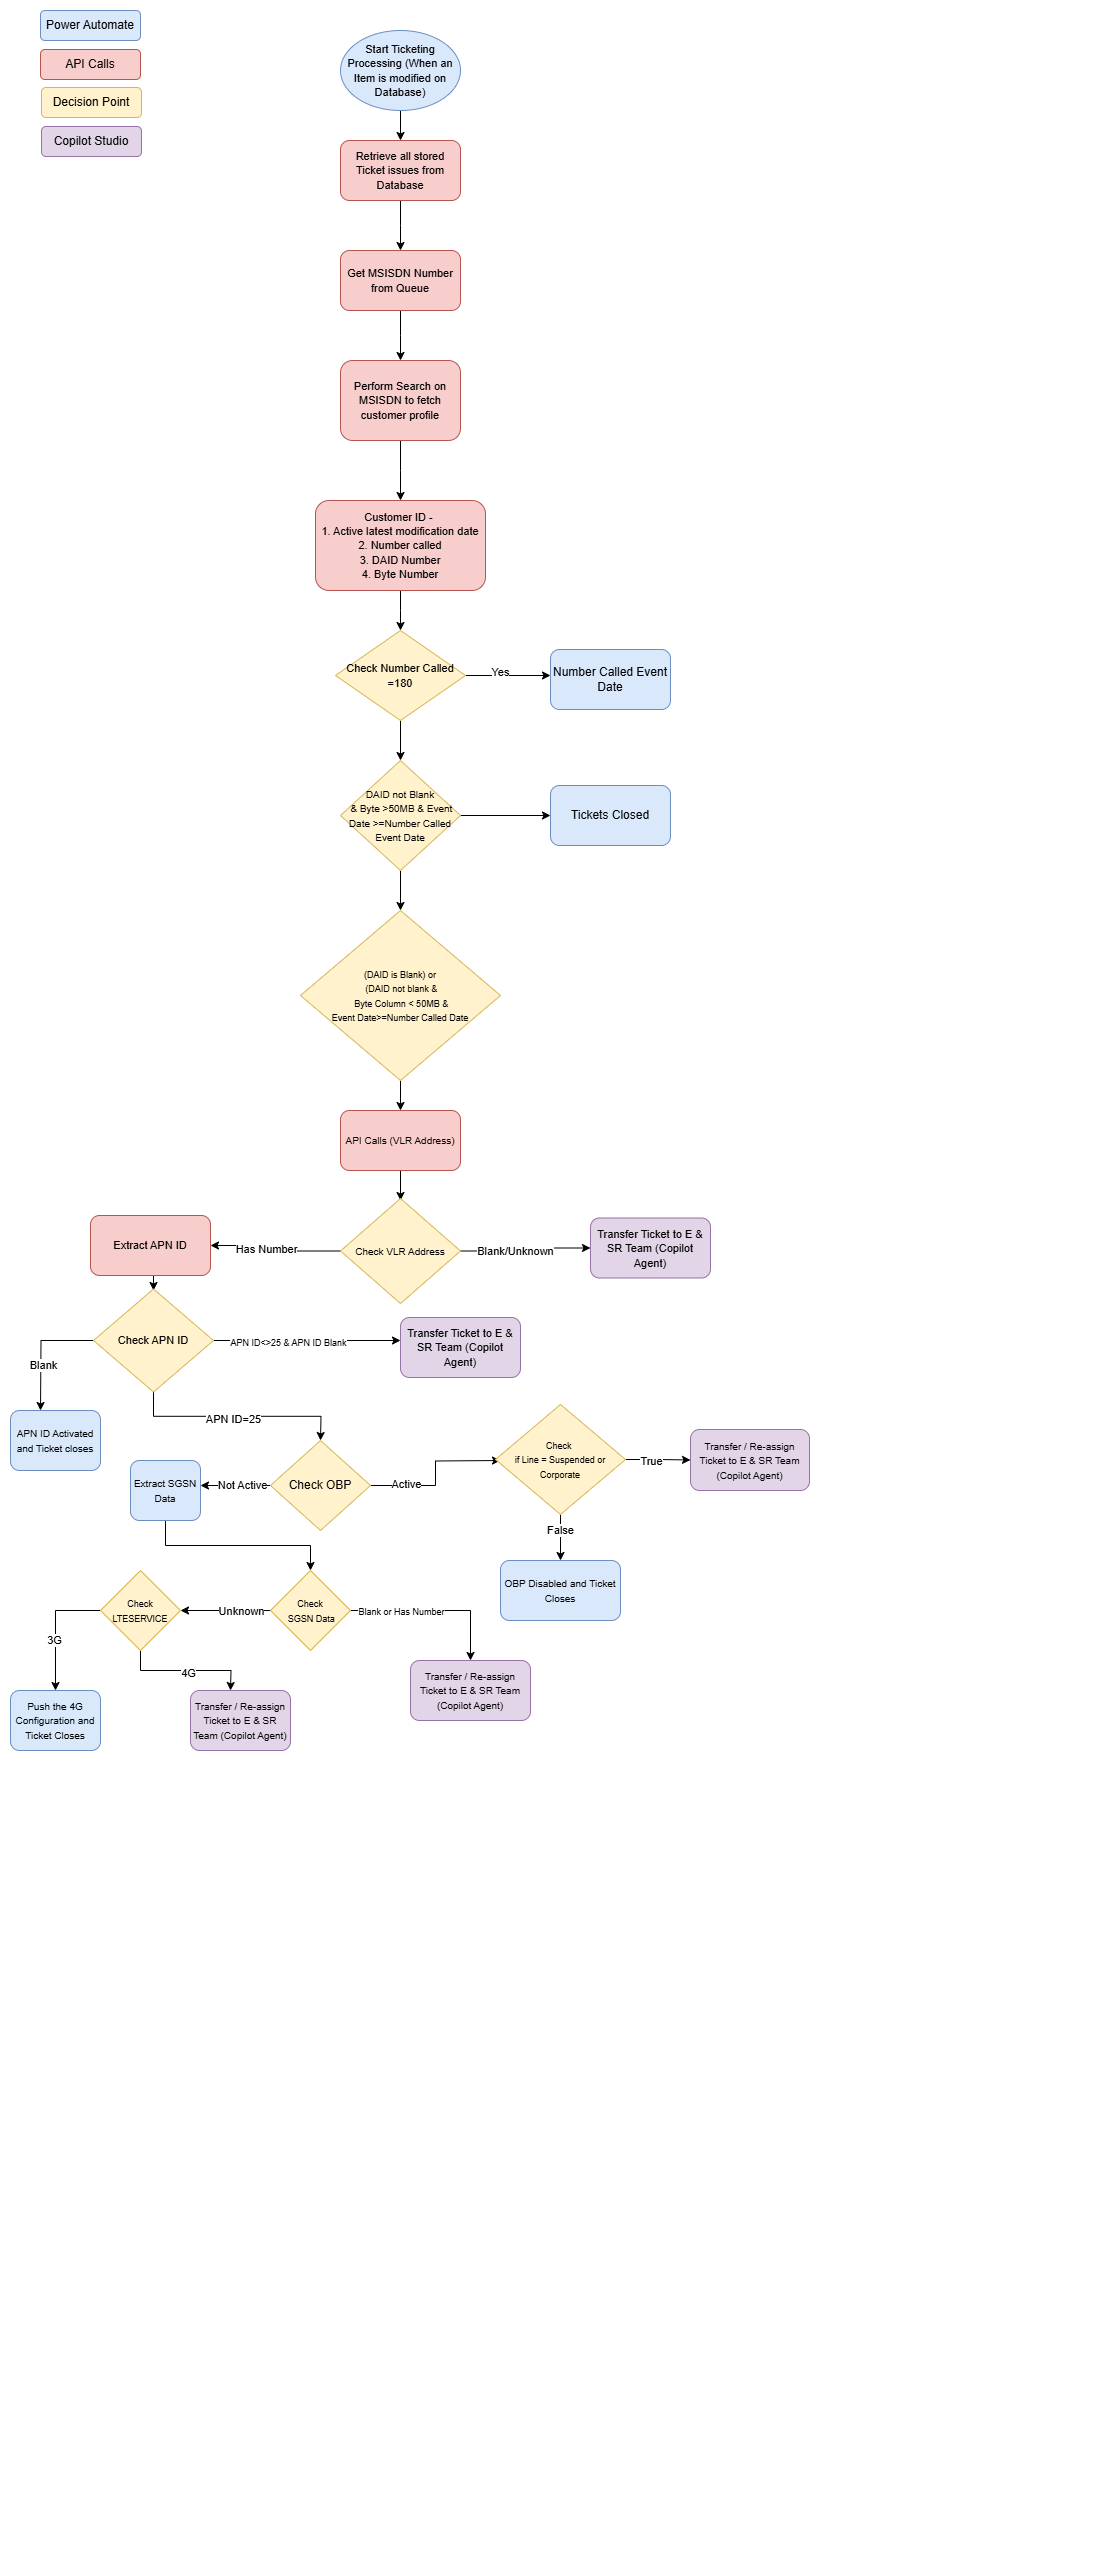 Power Automate
API Calls
Decision Point
Copilot Studio
Start Ticketing
Processing (When an
Item is modified on
Database)
Retrieve all stored
Ticket issues from
Database
Get MSISDN Number
from Queue
Perform Search on
MSISDN to fetch
customer profile
Customer ID -
1. Active latest modification date
2. Number called
3. DAID Number
4. Byte Number
Check Number Called
=180
Yes
Number Called Event
Date
DAID not Blank
& Byte >50MB & Event
Date >=Number Called
Event Date
Tickets Closed
(DAID is Blank) or
(DAID not blank &
Byte Column < 50MB &
Event Date>=Number Called Date
API Calls (VLR Address)
Check VLR Address
Has Number
Blank/Unknown
Transfer Ticket to E &
SR Team (Copilot
Agent)
Extract APN ID
Check APN ID
APN ID<>25 & APN ID Blank
Transfer Ticket to E &
SR Team (Copilot
Agent)
Blank
APN ID Activated
and Ticket closes
APN ID=25
Check OBP
Not Active
Active
Extract SGSN
Data
Check
if Line = Suspended or
Corporate
True
Transfer / Re-assign
Ticket to E & SR Team
(Copilot Agent)
False
OBP Disabled and Ticket
Closes
Check
SGSN Data
Unknown
Blank or Has Number
Transfer / Re-assign
Ticket to E & SR Team
(Copilot Agent)
Check
LTESERVICE
3G
4G
Push the 4G
Configuration and
Ticket Closes
Transfer / Re-assign
Ticket to E & SR
Team (Copilot Agent)